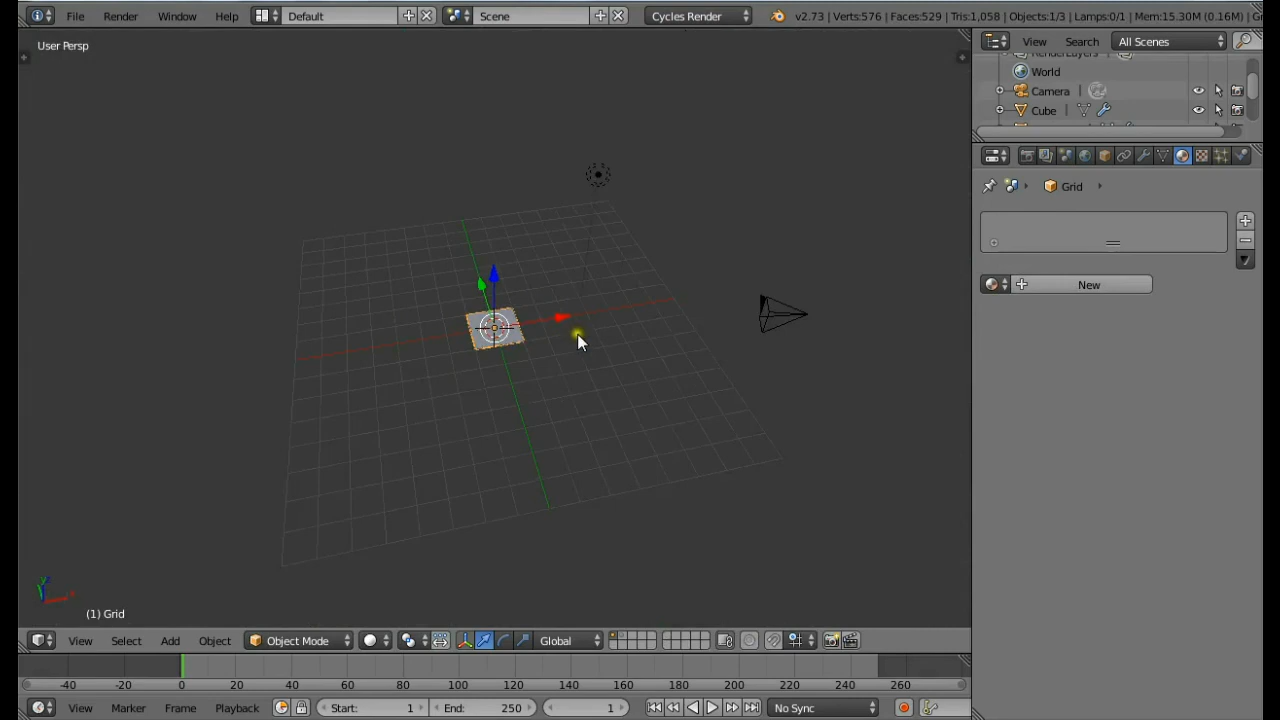 File Render Window Help Default Scene Cycles Render v2.73 | Verts:576 | Faces:529 | Tris:1,058 | Objects:1/3 | Lamps:0/1 | Mem:15.30M (0.16M) |
User Persp
View Search All Scenes
RenderLayers
World
Camera
Cube
Grid
New
(1) Grid
View Select Add Object Object Mode Global
-40 -20 0 20 40 60 80 100 120 140 160 180 200 220 240 260
View Marker Frame Playback Start: 1 End: 250 1 No Sync